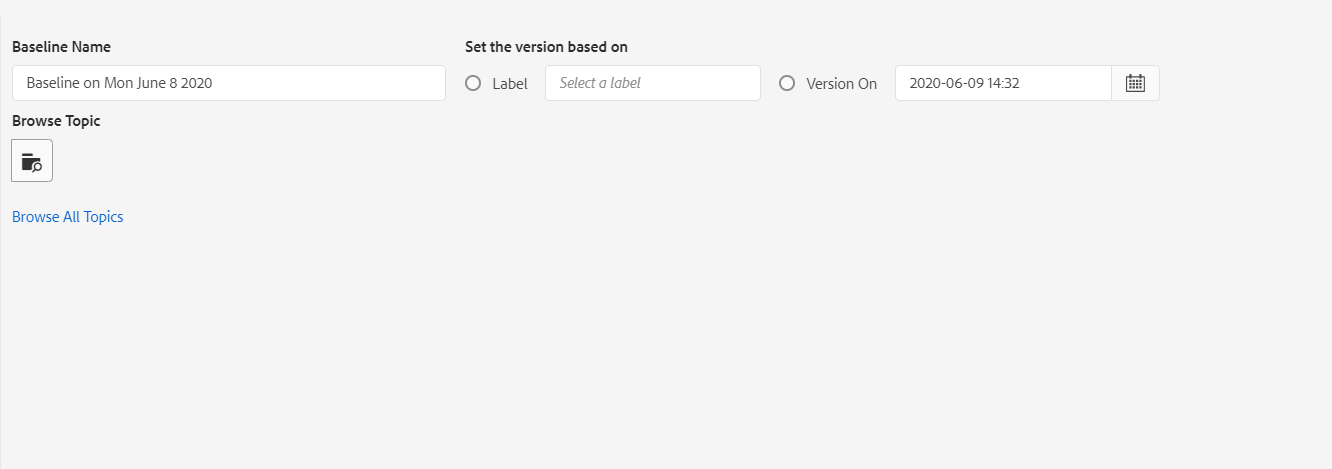 Baseline Name
Set the version based on
Baseline on Mon June 8 2020
Label
Select a label
Version On
2020-06-09 14:32
Browse Topic
Browse All Topics